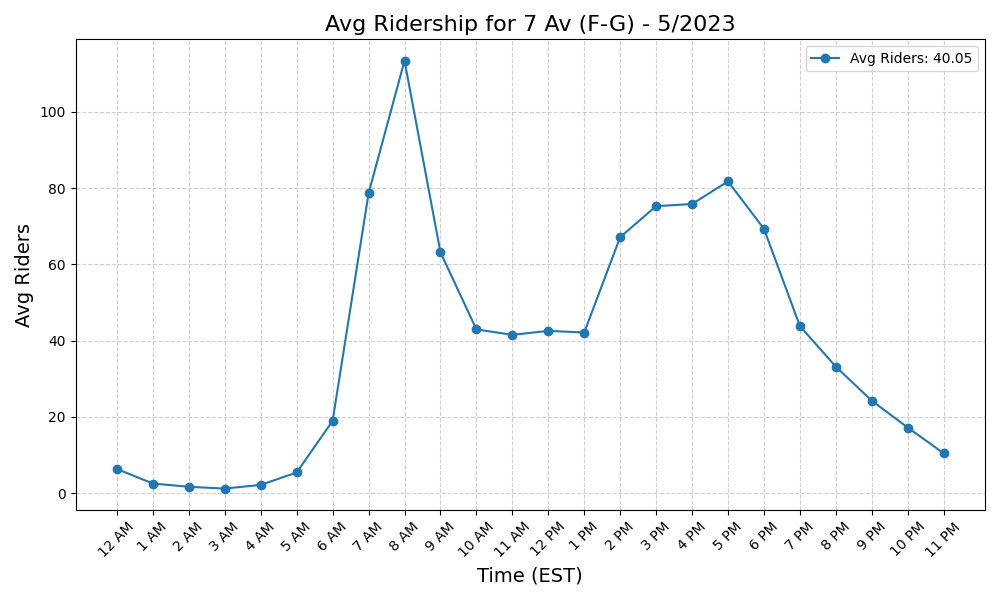 Avg Ridership for 7 Av (F-G) - 5/2023
Avg Riders: 40.05
Avg Riders
100
80
60
40
20
0
12 AM
1 AM
2 AM
3 AM
4 AM
5 AM
6 AM
7 AM
8 AM
9 AM
10 AM
11 AM
12 PM
1 PM
2 PM
3 PM
4 PM
5 PM
6 PM
7 PM
8 PM
9 PM
10 PM
11 PM
Time (EST)